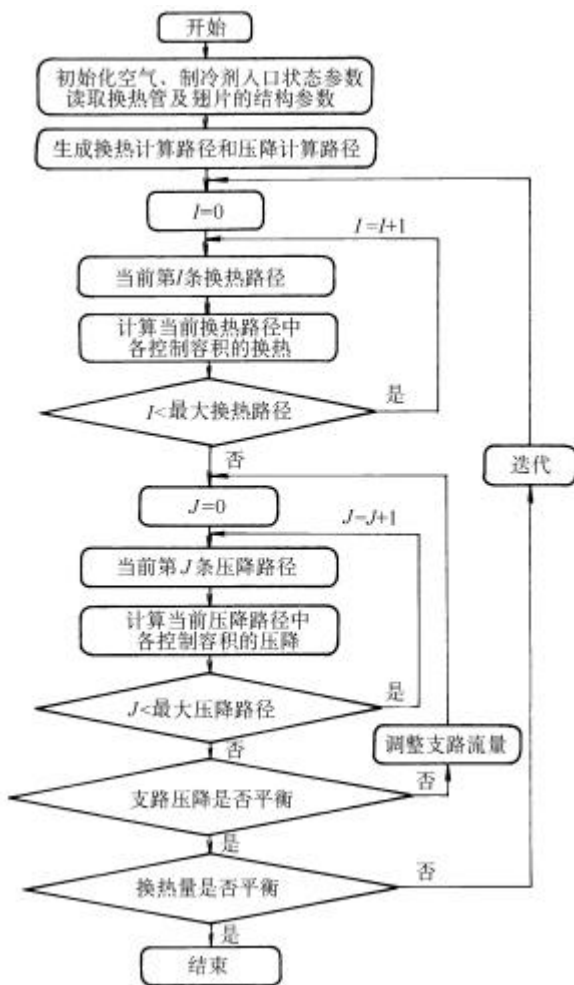 开始
初始化空气、制冷剂入口状态参数
读取换热管及翅片的结构参数
生成换热计算路径和压降计算路径
I=0
I=I+1
当前第I条换热路径
计算当前换热路径中
各控制容积的换热
I<最大换热路径
是
否
迭代
J=0
J=J+1
当前第J条压降路径
计算当前压降路径中
各控制容积的压降
J<最大压降路径
是
否
调整支路流量
支路压降是否平衡
否
是
换热量是否平衡
否
是
结束